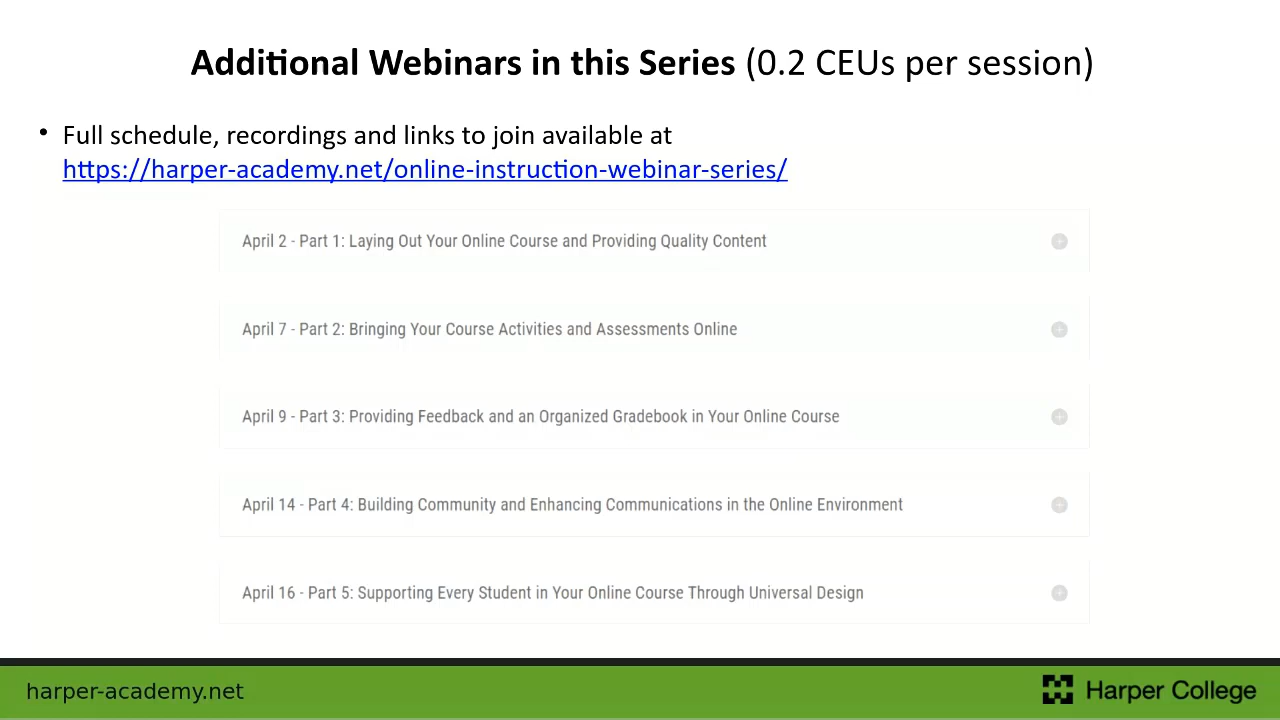 Additional Webinars in this Series (0.2 CEUs per session)
• Full schedule, recordings and links to join available at
https://harper-academy.net/online-instruction-webinar-series/
April 2 - Part 1: Laying Out Your Online Course and Providing Quality Content
April 7 - Part 2: Bringing Your Course Activities and Assessments Online
April 9 - Part 3: Providing Feedback and an Organized Gradebook in Your Online Course
April 14 - Part 4: Building Community and Enhancing Communications in the Online Environment
April 16 - Part 5: Supporting Every Student in Your Online Course Through Universal Design
harper-academy.net
Harper College